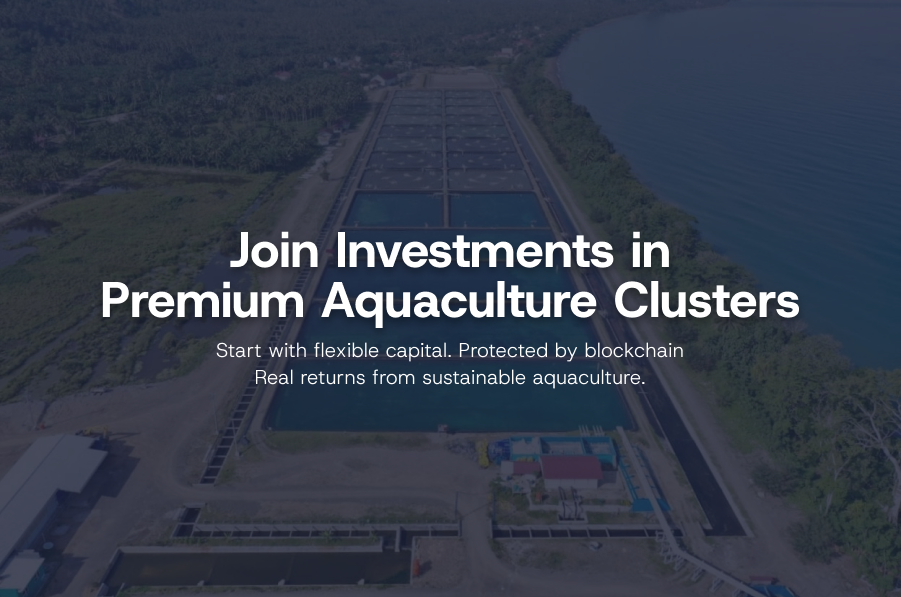 Join Investments in
Premium Aquaculture Clusters
Start with flexible capital. Protected by blockchain
Real returns from sustainable aquaculture.